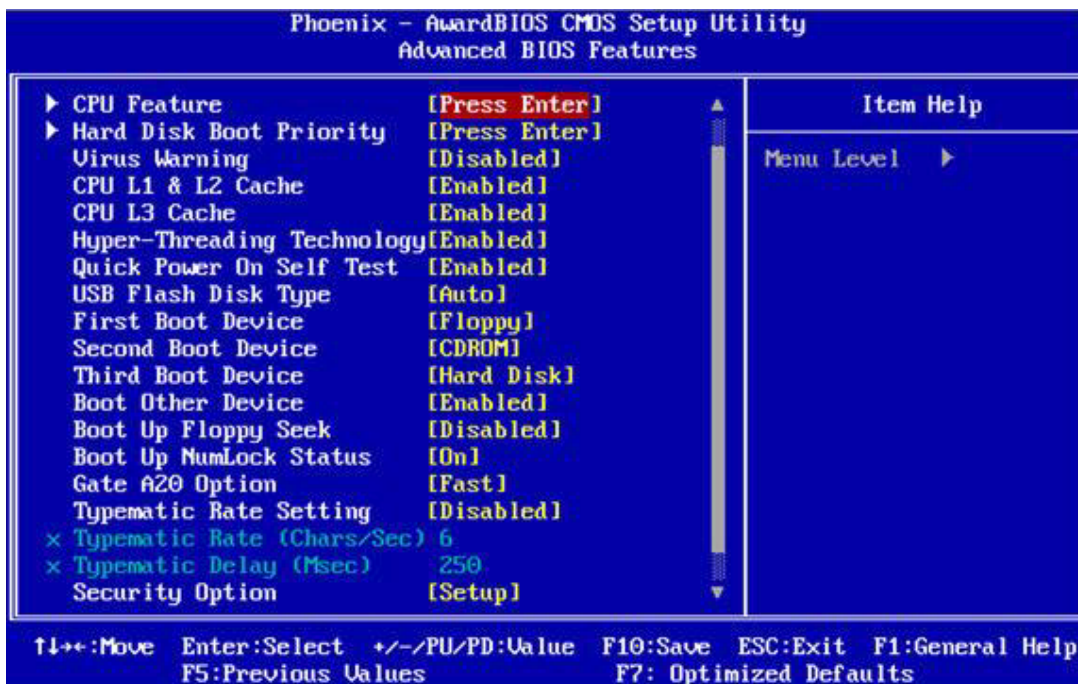 Phoenix - AwardBIOS CMOS Setup Utility
Advanced BIOS Features
▶ CPU Feature [Press Enter]
▶ Hard Disk Boot Priority [Press Enter]
Virus Warning [Disabled]
CPU L1 & L2 Cache [Enabled]
CPU L3 Cache [Enabled]
Hyper-Threading Technology[Enabled]
Quick Power On Self Test [Enabled]
USB Flash Disk Type [Auto]
First Boot Device [Floppy]
Second Boot Device [CDROM]
Third Boot Device [Hard Disk]
Boot Other Device [Enabled]
Boot Up Floppy Seek [Disabled]
Boot Up NumLock Status [On]
Gate A20 Option [Fast]
Typematic Rate Setting [Disabled]
x Typematic Rate (Chars/Sec) 6
x Typematic Delay (Msec) 250
Security Option [Setup]
Item Help
Menu Level ▶
↑↓→←:Move Enter:Select +/-/PU/PD:Value F10:Save ESC:Exit F1:General Help
F5:Previous Values F7: Optimized Defaults